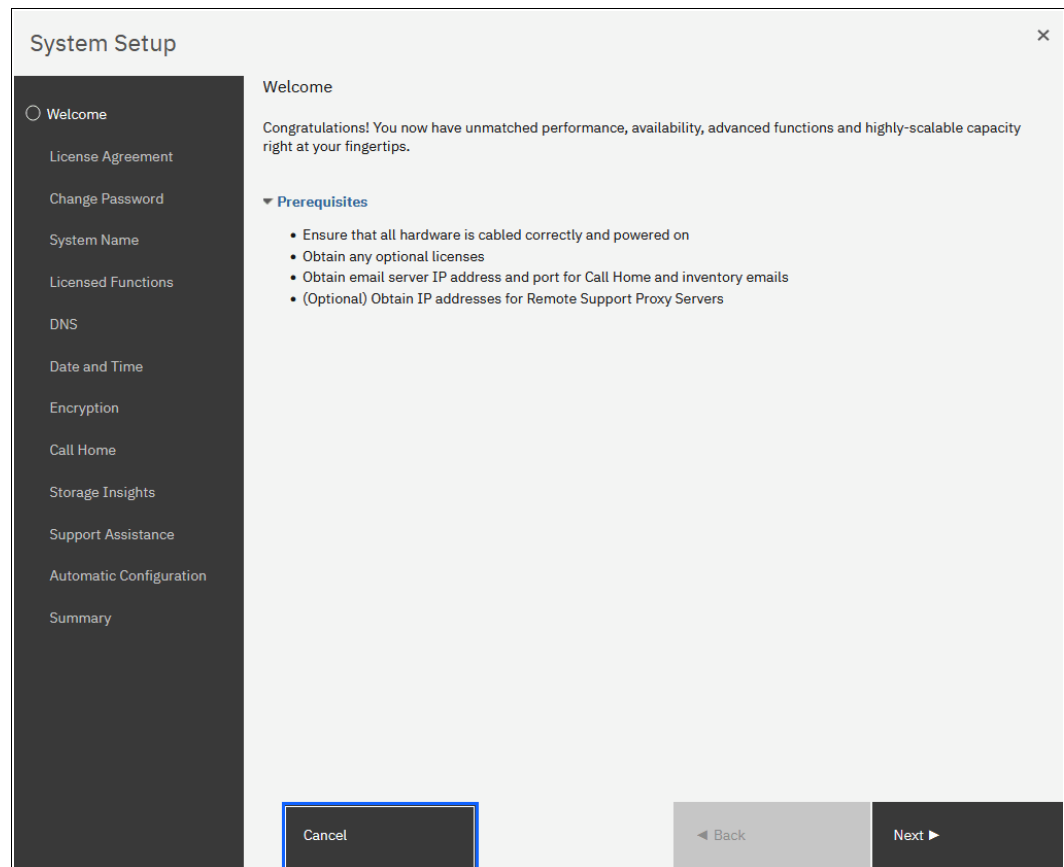 System Setup
×
Welcome
License Agreement
Change Password
System Name
Licensed Functions
DNS
Date and Time
Encryption
Call Home
Storage Insights
Support Assistance
Automatic Configuration
Summary
Welcome
Congratulations! You now have unmatched performance, availability, advanced functions and highly-scalable capacity
right at your fingertips.
Prerequisites
• Ensure that all hardware is cabled correctly and powered on
• Obtain any optional licenses
• Obtain email server IP address and port for Call Home and inventory emails
• (Optional) Obtain IP addresses for Remote Support Proxy Servers
Cancel
Back
Next